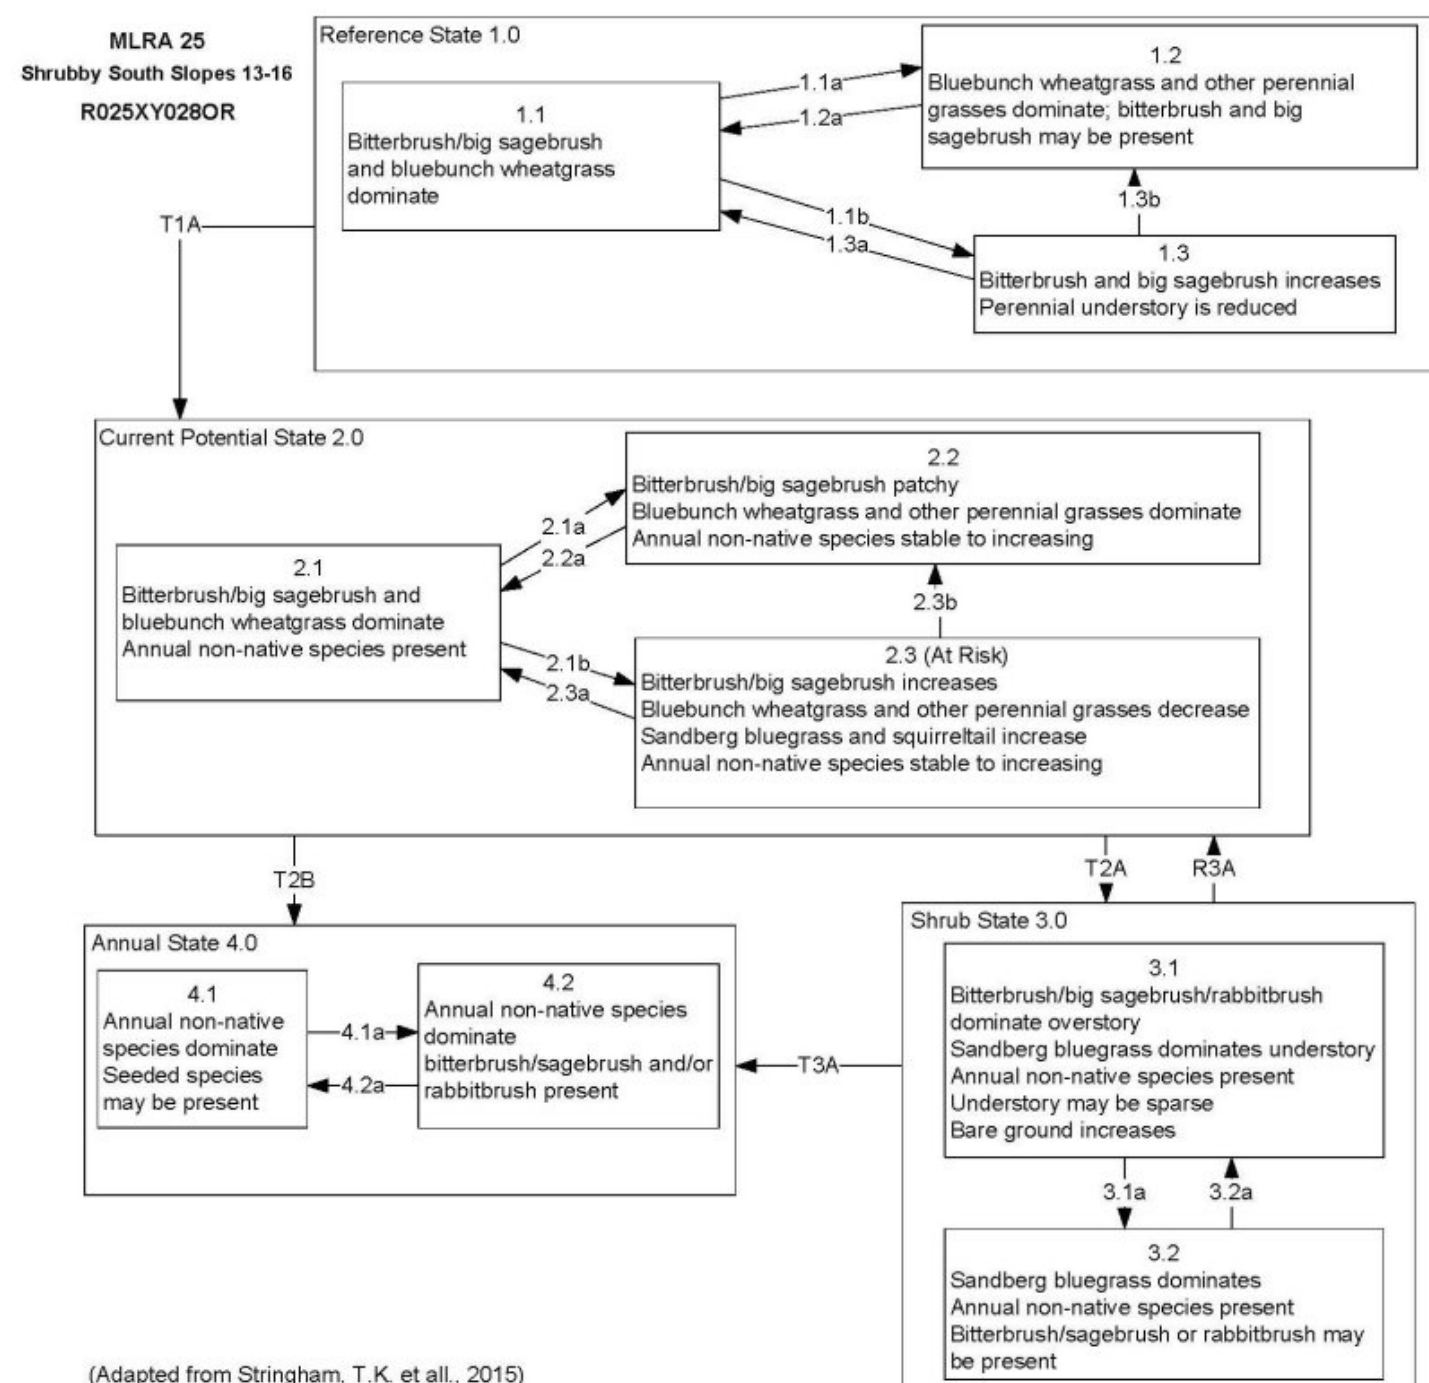 MLRA 25
Shrubby South Slopes 13-16
R025XY028OR
Reference State 1.0
1.1
Bitterbrush/big sagebrush
and bluebunch wheatgrass
dominate
1.1a
1.2a
1.2
Bluebunch wheatgrass and other perennial
grasses dominate; bitterbrush and big
sagebrush may be present
1.1b
1.3a
1.3b
1.3
Bitterbrush and big sagebrush increases
Perennial understory is reduced
T1A
Current Potential State 2.0
2.1
Bitterbrush/big sagebrush and
bluebunch wheatgrass dominate
Annual non-native species present
2.1a
2.2a
2.2
Bitterbrush/big sagebrush patchy
Bluebunch wheatgrass and other perennial grasses dominate
Annual non-native species stable to increasing
2.3b
2.1b
2.3a
2.3 (At Risk)
Bitterbrush/big sagebrush increases
Bluebunch wheatgrass and other perennial grasses decrease
Sandberg bluegrass and squirreltail increase
Annual non-native species stable to increasing
T2B
T2A
R3A
Annual State 4.0
4.1
Annual non-native
species dominate
Seeded species
may be present
4.1a
4.2a
4.2
Annual non-native species
dominate
bitterbrush/sagebrush and/or
rabbitbrush present
T3A
Shrub State 3.0
3.1
Bitterbrush/big sagebrush/rabbitbrush
dominate overstory
Sandberg bluegrass dominates understory
Annual non-native species present
Understory may be sparse
Bare ground increases
3.1a
3.2a
3.2
Sandberg bluegrass dominates
Annual non-native species present
Bitterbrush/sagebrush or rabbitbrush may
be present
(Adapted from Stringham, T.K. et all., 2015)